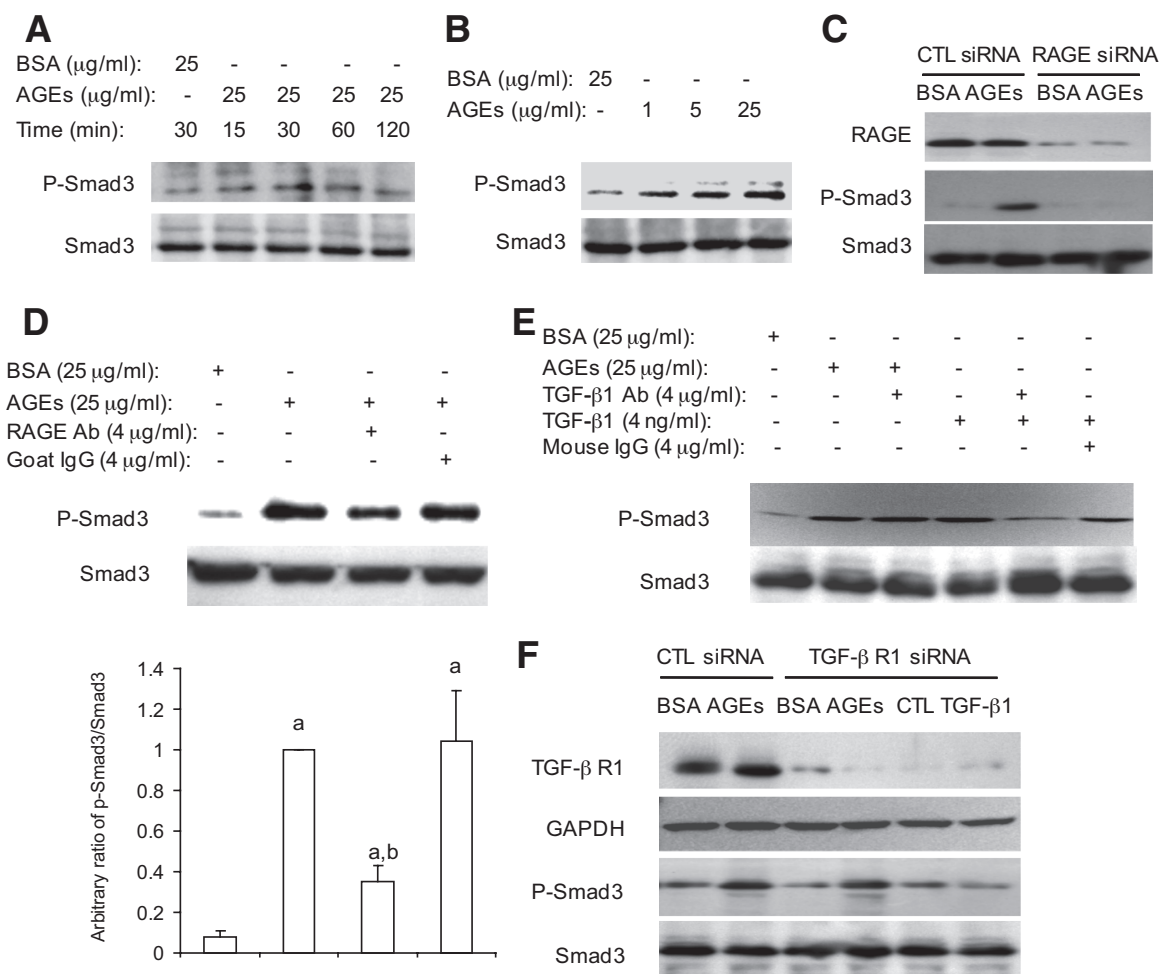 A
BSA (μg/ml): 25 - - - -
AGEs (μg/ml): - 25 25 25 25
Time (min): 30 15 30 60 120
P-Smad3
Smad3
B
BSA (μg/ml): 25 - - -
AGEs (μg/ml): - 1 5 25
P-Smad3
Smad3
C
CTL siRNA RAGE siRNA
BSA AGEs BSA AGEs
RAGE
P-Smad3
Smad3
D
BSA (25 μg/ml): + - - -
AGEs (25 μg/ml): - + + +
RAGE Ab (4 μg/ml): - - + -
Goat IgG (4 μg/ml): - - - +
P-Smad3
Smad3
Arbitrary ratio of p-Smad3/Smad3
1.4
1.2
1
0.8
0.6
0.4
0.2
0
a
a,b
a
E
BSA (25 μg/ml): + - - - - -
AGEs (25 μg/ml): - + + - - -
TGF-β1 Ab (4 μg/ml): - - + - + -
TGF-β1 (4 ng/ml): - - - + + +
Mouse IgG (4 μg/ml): - - - - - +
P-Smad3
Smad3
F
CTL siRNA TGF-β R1 siRNA
BSA AGEs BSA AGEs CTL TGF-β1
TGF-β R1
GAPDH
P-Smad3
Smad3